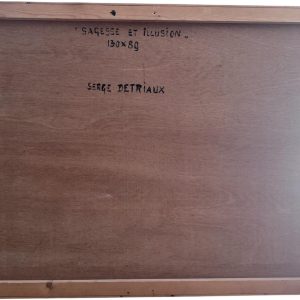 "SAGESSE ET ILLUSION"
130x89
SERGE DETRIAUX